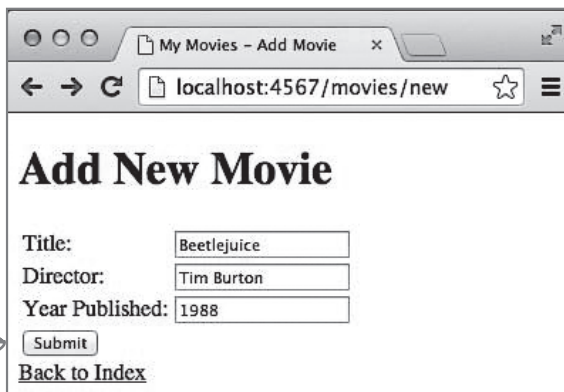 My Movies – Add Movie
localhost:4567/movies/new
Add New Movie
Title: Beetlejuice
Director: Tim Burton
Year Published: 1988
Submit
Back to Index